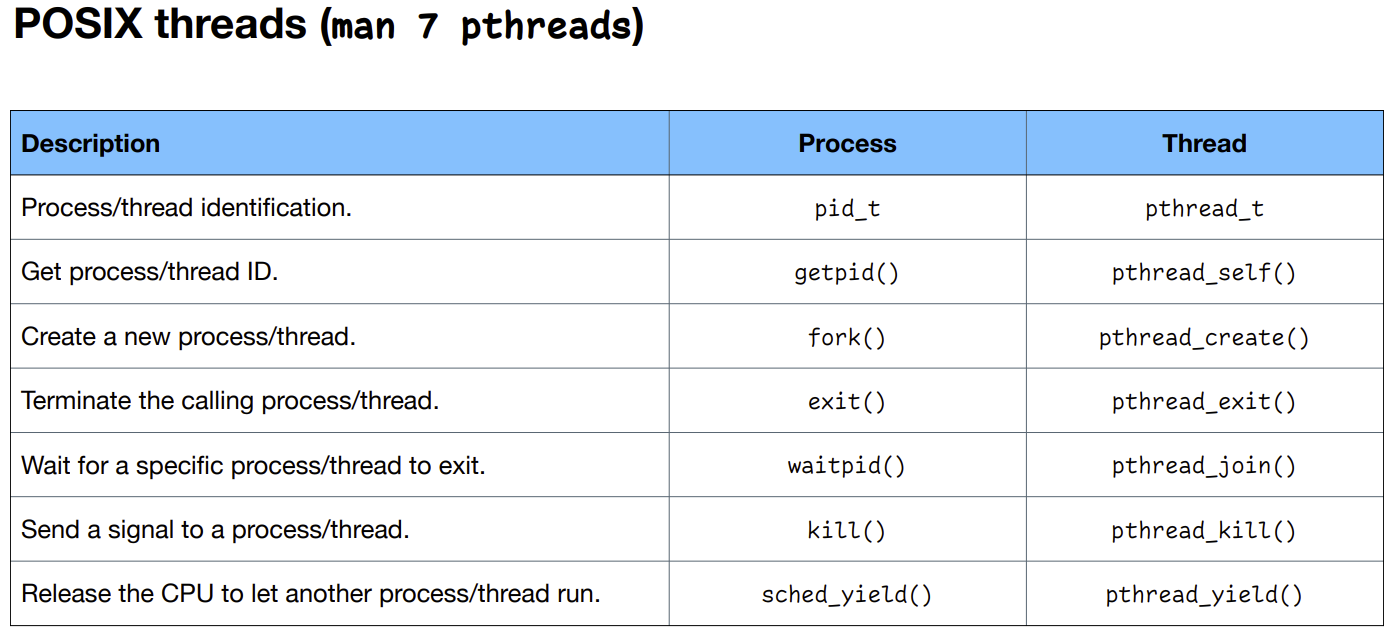 POSIX threads (man 7 pthreads)
Description Process Thread
Process/thread identification. pid_t pthread_t
Get process/thread ID. getpid() pthread_self()
Create a new process/thread. fork() pthread_create()
Terminate the calling process/thread. exit() pthread_exit()
Wait for a specific process/thread to exit. waitpid() pthread_join()
Send a signal to a process/thread. kill() pthread_kill()
Release the CPU to let another process/thread run. sched_yield() pthread_yield()